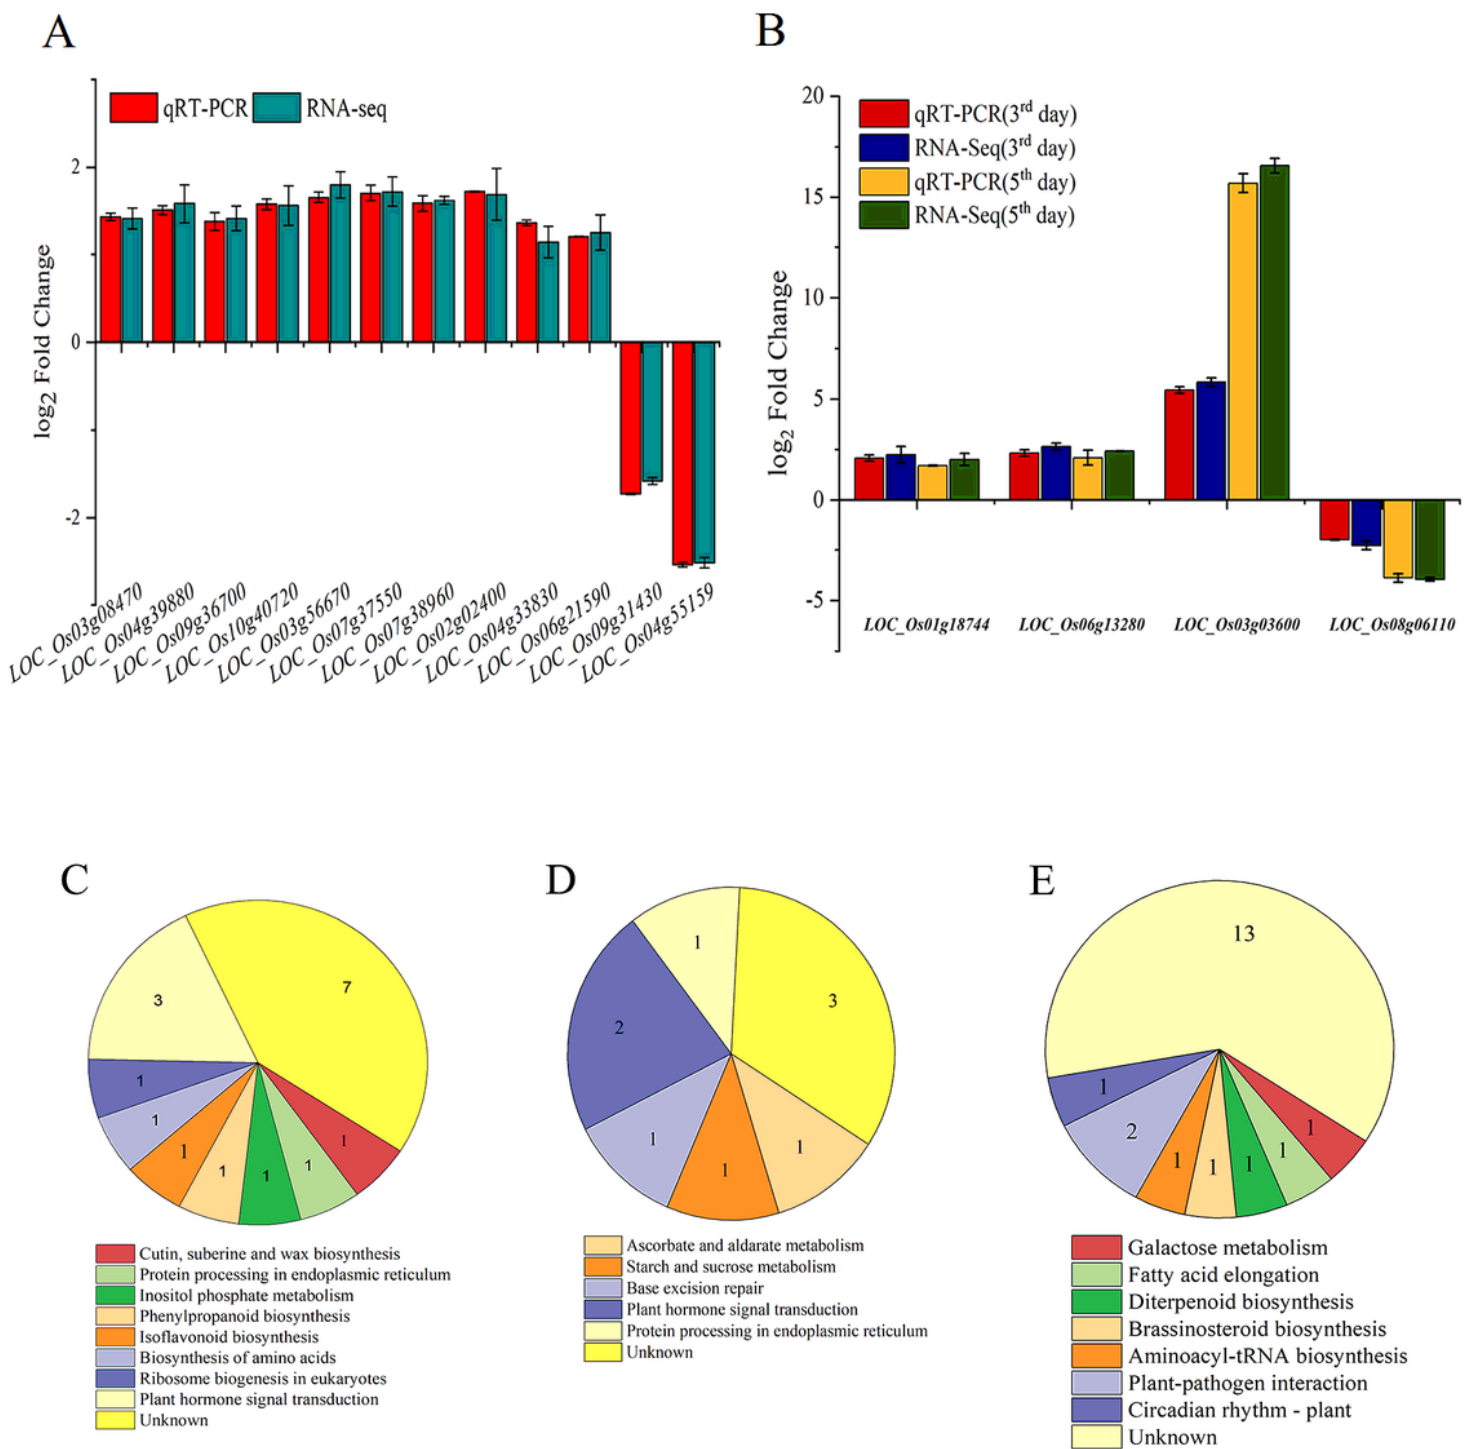 A
qRT-PCR RNA-seq
log2 Fold Change
2
0
-2
LOC_Os03g08470
LOC_Os04g39880
LOC_Os09g36700
LOC_Os10g40720
LOC_Os03g56670
LOC_Os07g37550
LOC_Os07g38960
LOC_Os02g02400
LOC_Os04g33830
LOC_Os06g21590
LOC_Os09g31430
LOC_Os04g55159
B
qRT-PCR(3rd day)
RNA-Seq(3rd day)
qRT-PCR(5th day)
RNA-Seq(5th day)
log2 Fold Change
20
15
10
5
0
-5
LOC_Os01g18744 LOC_Os06g13280 LOC_Os03g03600 LOC_Os08g06110
C
7
3
1
1
1
1
1
1
1
Cutin, suberine and wax biosynthesis
Protein processing in endoplasmic reticulum
Inositol phosphate metabolism
Phenylpropanoid biosynthesis
Isoflavonoid biosynthesis
Biosynthesis of amino acids
Ribosome biogenesis in eukaryotes
Plant hormone signal transduction
Unknown
D
1
3
2
1
1
1
Ascorbate and aldarate metabolism
Starch and sucrose metabolism
Base excision repair
Plant hormone signal transduction
Protein processing in endoplasmic reticulum
Unknown
E
13
1
2
1
1
1
1
1
Galactose metabolism
Fatty acid elongation
Diterpenoid biosynthesis
Brassinosteroid biosynthesis
Aminoacyl-tRNA biosynthesis
Plant-pathogen interaction
Circadian rhythm - plant
Unknown